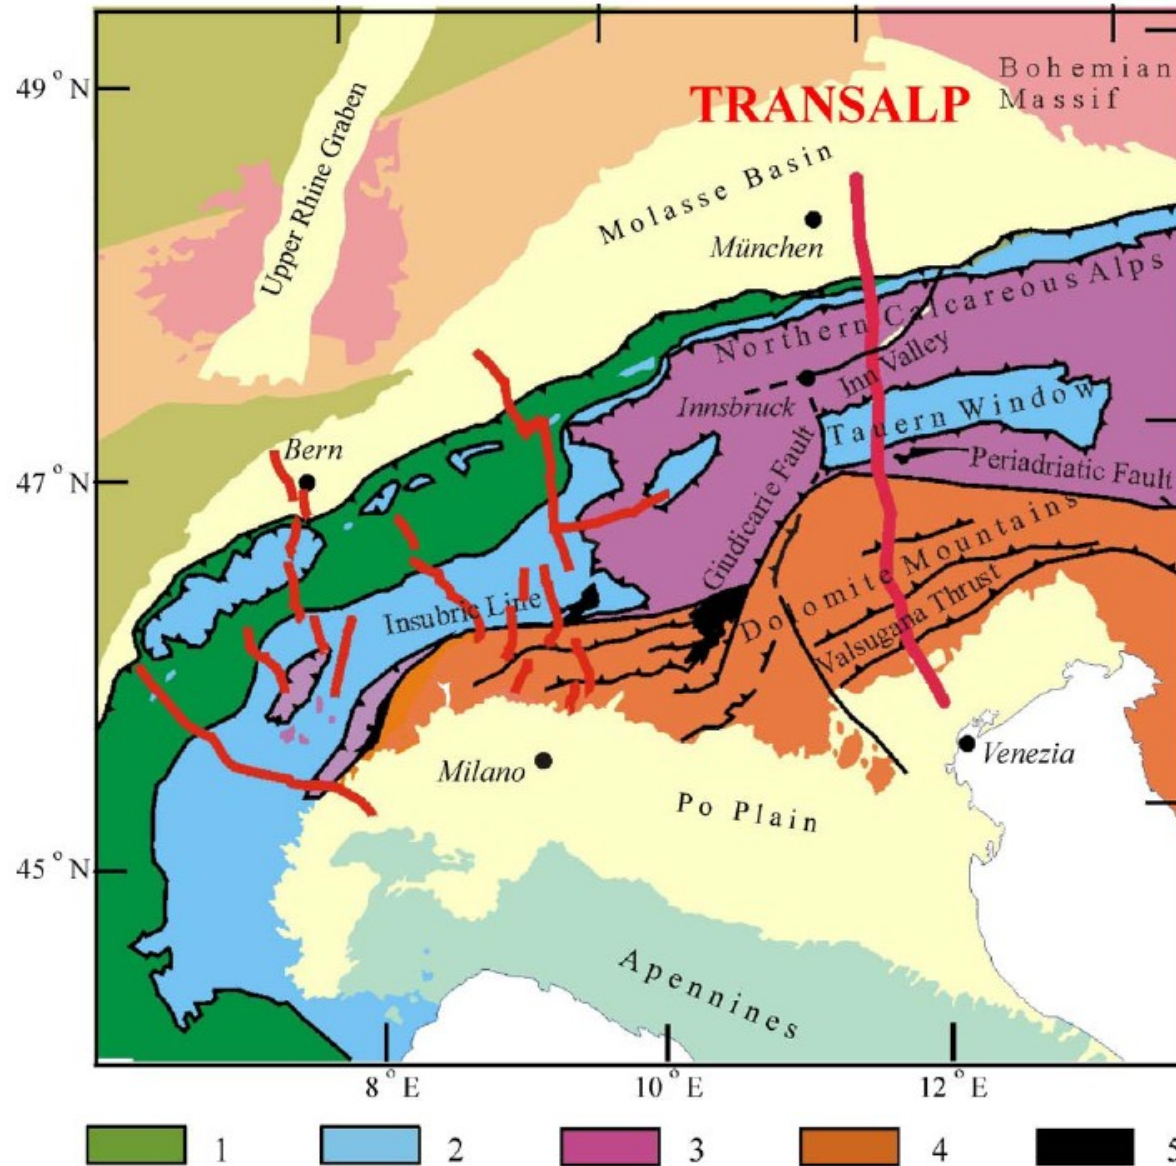 49°N
TRANSALP
Bohemian
Massif
Upper Rhine Graben
Molasse Basin
München
Northern Calcareous Alps
Inn Valley
Innsbruck
Tauern Window
Bern
47°N
Periadriatic Fault
Giudicarie Fault
Dolomite Mountains
Insubric Line
Valsugana Thrust
Venezia
Milano
Po Plain
45°N
Apennines
8°E
10°E
12°E
1
2
3
4
5